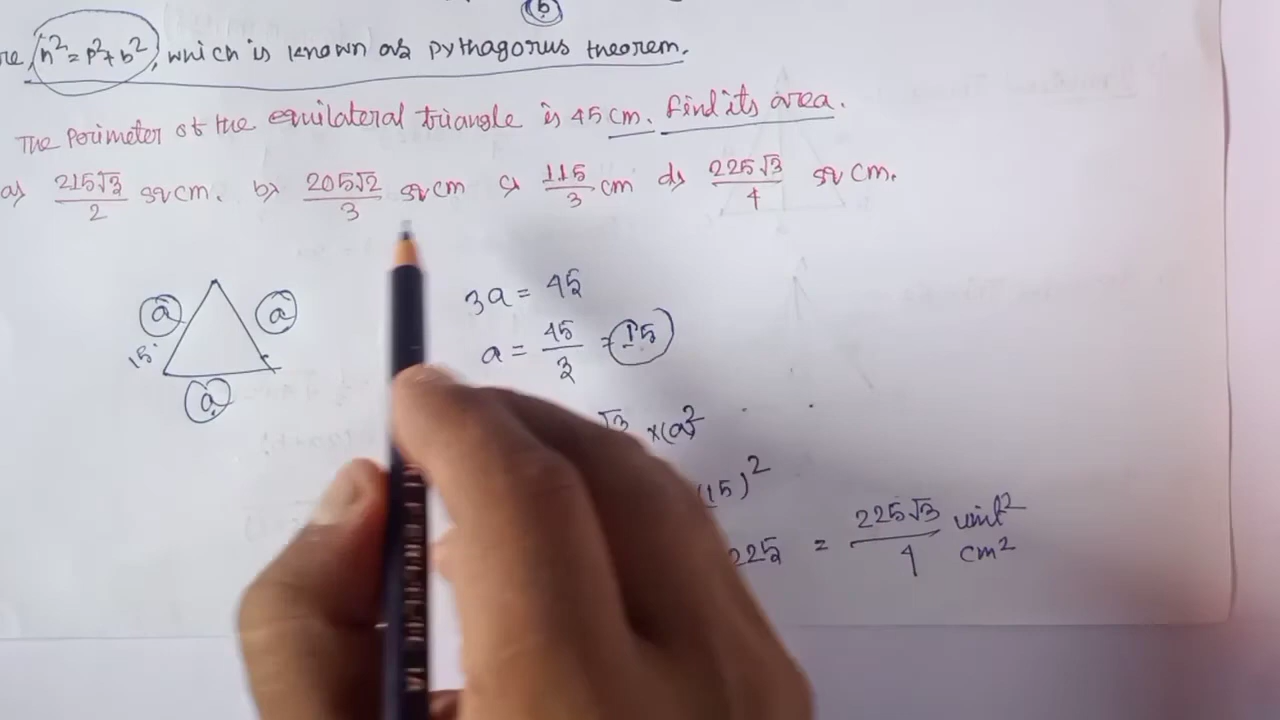 b
re, h²=p²+b², which is known as pythagorus theorem.
The Perimeter of the equilateral triangle is 45 cm. Find its area.
a) 215√3/2 sq cm. b) 205√2/3 sq cm c) 115/3 cm d) 225√3/4 sq cm.
a a
15
a
3a = 45
a = 45/3 = 15
√3 ×(a)²
(15)²
225 = 225√3/4 unit²
cm²